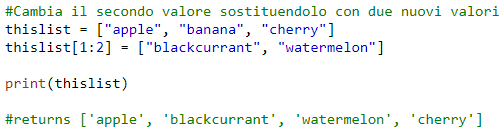 #Cambia il secondo valore sostituendolo con due nuovi valori
thislist = ["apple", "banana", "cherry"]
thislist[1:2] = ["blackcurrant", "watermelon"]
print(thislist)
#returns ['apple', 'blackcurrant', 'watermelon', 'cherry']